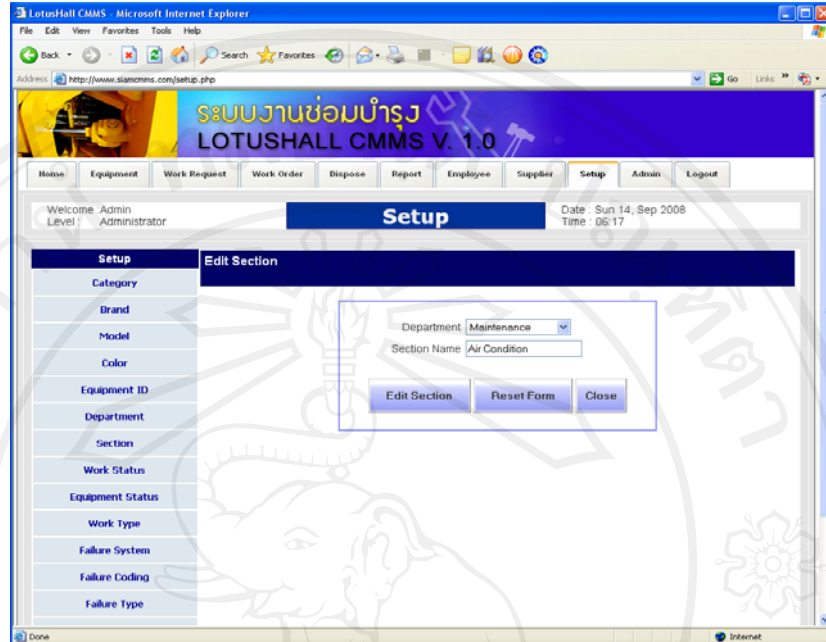 LotusHall CMMS - Microsoft Internet Explorer
File Edit View Favorites Tools Help
Back Search Favorites
Address http://www.siamcmms.com/setup.php Go Links »
ระบบงานซ่อมบำรุง
LOTUSHALL CMMS V. 1.0
Home Equipment Work Request Work Order Dispose Report Employee Supplier Setup Admin Logout
Welcome :Admin
Level : Administrator
Setup
Date : Sun 14, Sep 2008
Time : 06:17
Setup
Category
Brand
Model
Color
Equipment ID
Department
Section
Work Status
Equipment Status
Work Type
Failure System
Failure Coding
Failure Type
Edit Section
Department Maintenance
Section Name Air Condition
Edit Section Reset Form Close
Done Internet